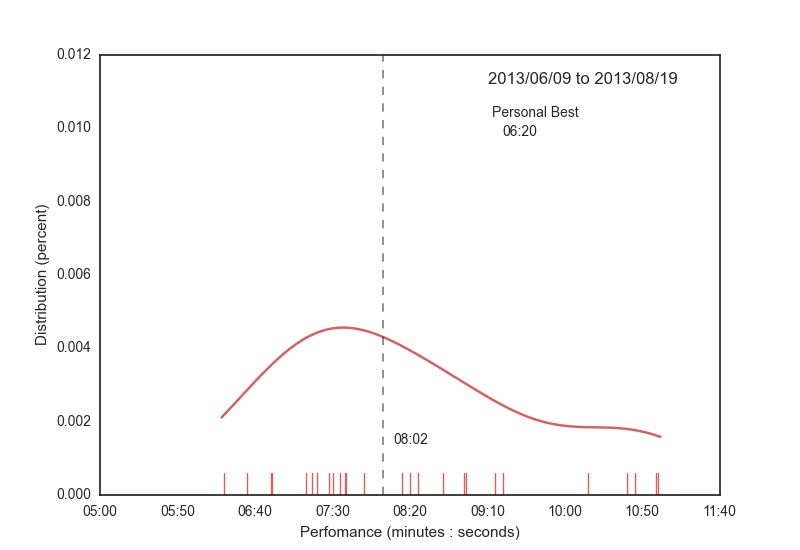 0.012
2013/06/09 to 2013/08/19
Personal Best
06:20
0.010
0.008
0.006
0.004
0.002
0.000
Distribution (percent)
08:02
05:00 05:50 06:40 07:30 08:20 09:10 10:00 10:50 11:40
Perfomance (minutes : seconds)